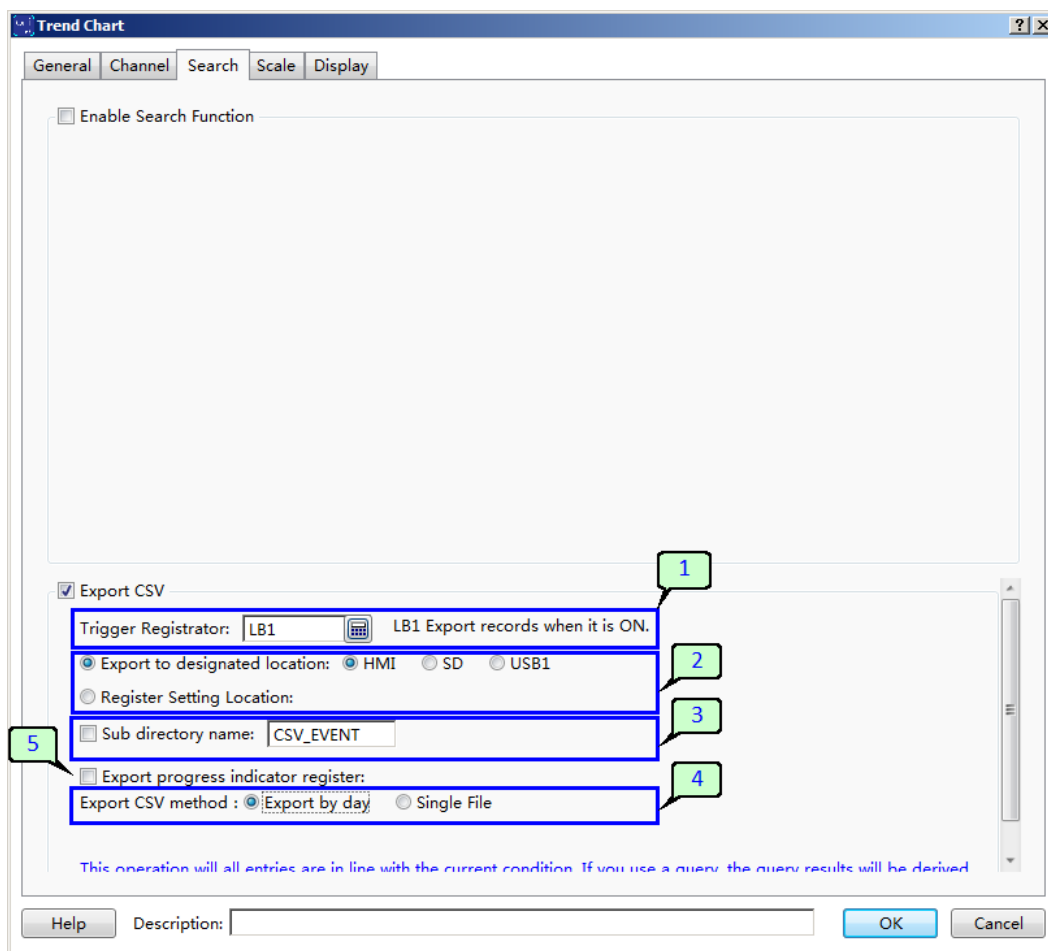 Trend Chart
General Channel Search Scale Display
Enable Search Function
1
Export CSV
Trigger Registrator: LB1 LB1 Export records when it is ON.
2
Export to designated location: HMI SD USB1
Register Setting Location:
3
Sub directory name: CSV_EVENT
5
Export progress indicator register:
4
Export CSV method : Export by day Single File
This operation will all entries are in line with the current condition. If you use a query, the query results will be derived
Help Description: OK Cancel